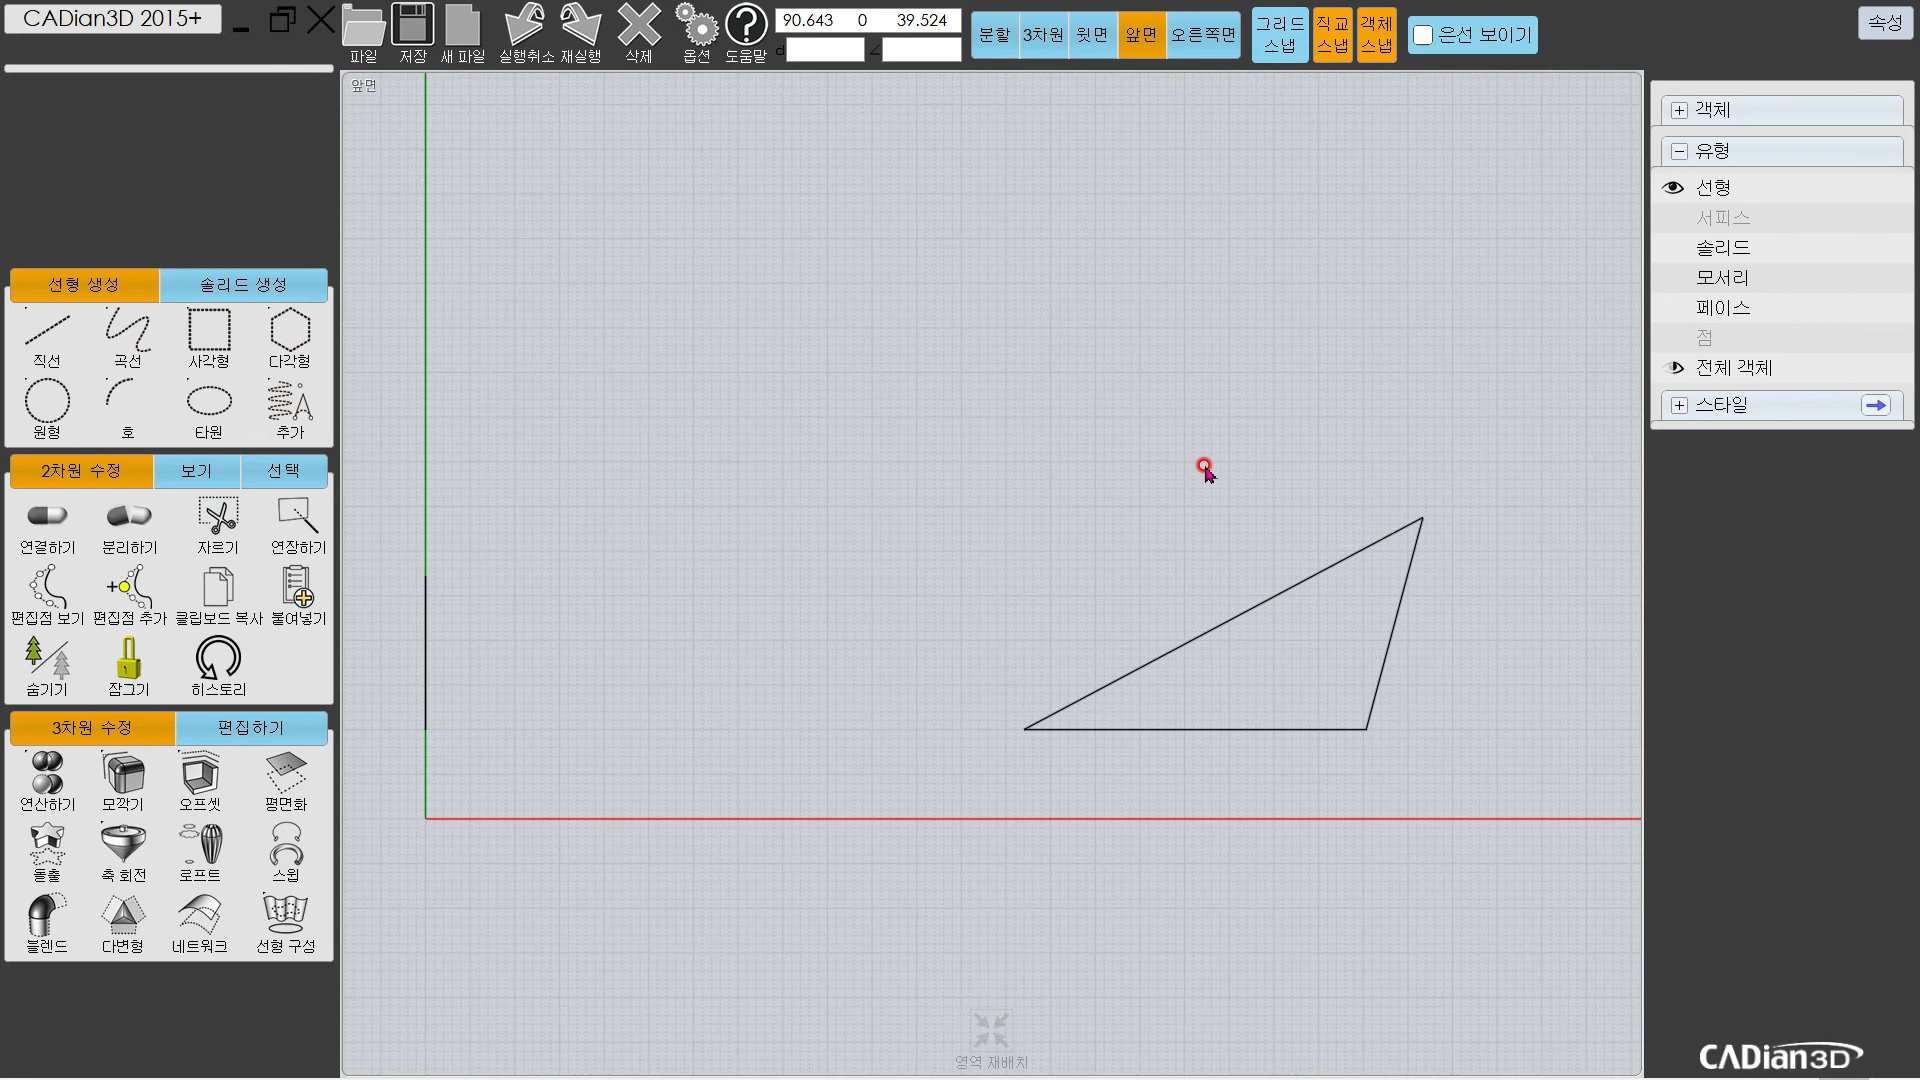 CADian3D 2015+
파일 저장 새 파일 실행취소 재실행 삭제 옵션 도움말
90.643 0 39.524
d ∠
분할 3차원 윗면 앞면 오른쪽면
그리드 스냅
직교 스냅
객체 스냅
은선 보이기
속성
앞면
선형 생성 솔리드 생성
직선 곡선 사각형 다각형
원형 호 타원 추가
2차원 수정 보기 선택
연결하기 분리하기 자르기 연장하기
편집점 보기 편집점 추가 클립보드 복사 붙여넣기
숨기기 잠그기 히스토리
3차원 수정 편집하기
연산하기 모깎기 오프셋 평면화
돌출 축 회전 로프트 스윕
블렌드 다변형 네트워크 선형 구성
객체
유형
선형
서피스
솔리드
모서리
페이스
점
전체 객체
스타일
영역 재배치
CADian3D